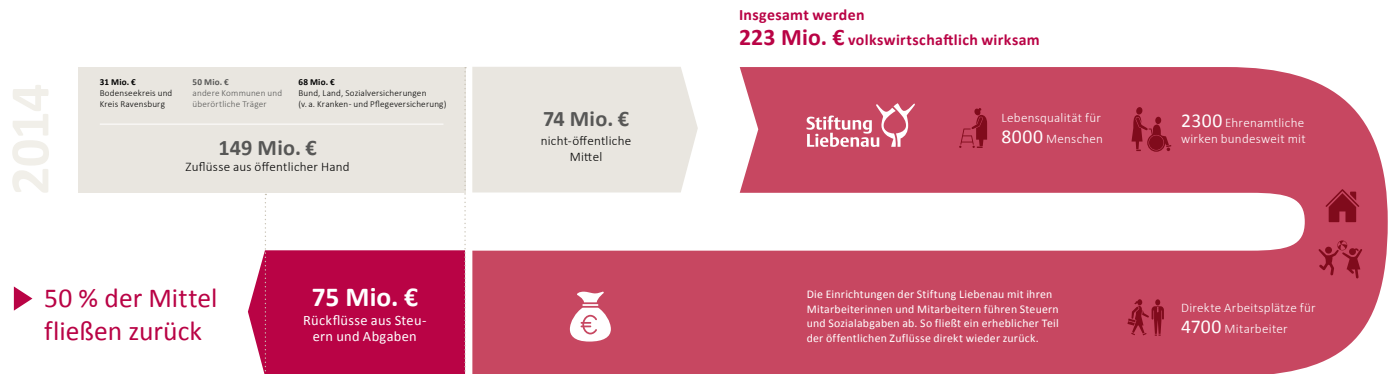 Insgesamt werden
223 Mio. € volkswirtschaftlich wirksam
2014
31 Mio. €
Bodenseekreis und
Kreis Ravensburg
50 Mio. €
andere Kommunen und
überörtliche Träger
68 Mio. €
Bund, Land, Sozialversicherungen
(v. a. Kranken- und Pflegeversicherung)
149 Mio. €
Zuflüsse aus öffentlicher Hand
74 Mio. €
nicht-öffentliche
Mittel
Stiftung
Liebenau
Lebensqualität für
8000 Menschen
2300 Ehrenamtliche
wirken bundesweit mit
50 % der Mittel
fließen zurück
75 Mio. €
Rückflüsse aus Steu-
ern und Abgaben
€
Die Einrichtungen der Stiftung Liebenau mit ihren
Mitarbeiterinnen und Mitarbeitern führen Steuern
und Sozialabgaben ab. So fließt ein erheblicher Teil
der öffentlichen Zuflüsse direkt wieder zurück.
Direkte Arbeitsplätze für
4700 Mitarbeiter